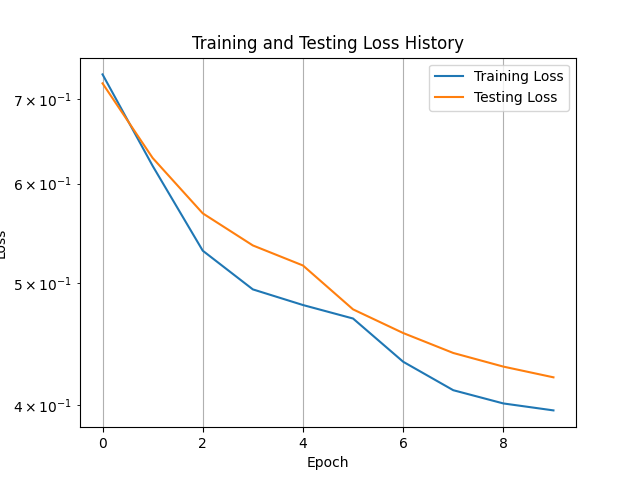 Training and Testing Loss History
Training Loss
Testing Loss
7 × 10⁻¹
6 × 10⁻¹
5 × 10⁻¹
4 × 10⁻¹
Loss
0 2 4 6 8
Epoch